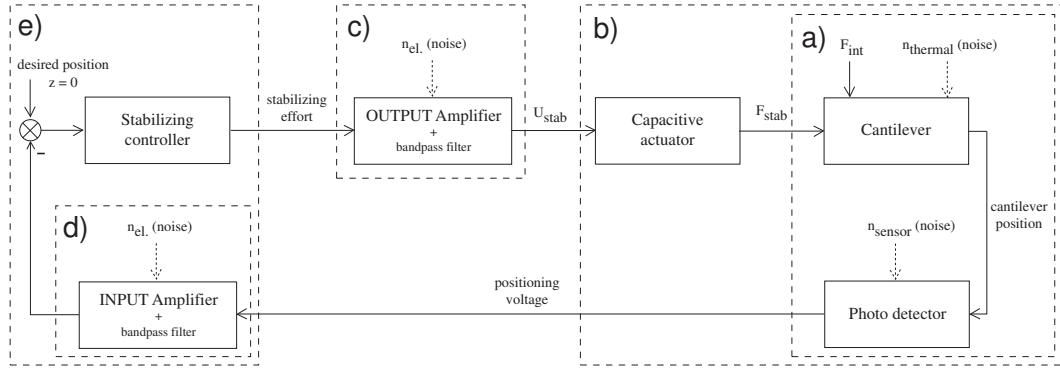 e)
desired position
z = 0
Stabilizing
controller
−
stabilizing
effort
c)
n_el. (noise)
OUTPUT Amplifier
+
bandpass filter
U_stab
b)
Capacitive
actuator
F_stab
a)
F_int
n_thermal (noise)
Cantilever
cantilever
position
d)
n_el. (noise)
INPUT Amplifier
+
bandpass filter
positioning
voltage
n_sensor (noise)
Photo detector